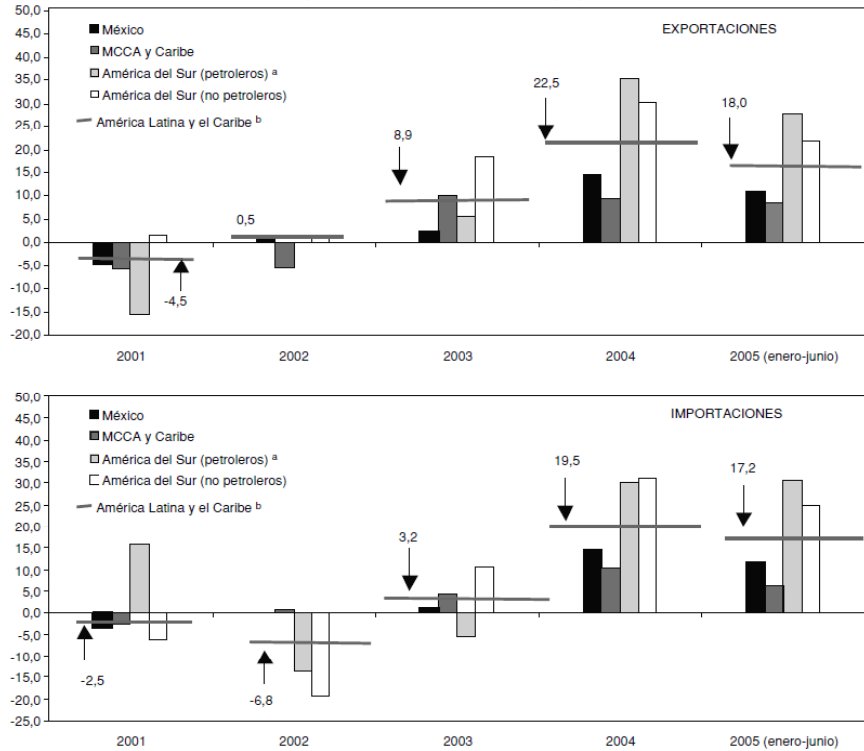 50,0
45,0
40,0
35,0
30,0
25,0
20,0
15,0
10,0
5,0
0,0
-5,0
-10,0
-15,0
-20,0
EXPORTACIONES
México
MCCA y Caribe
América del Sur (petroleros) ᵃ
América del Sur (no petroleros)
América Latina y el Caribe ᵇ
-4,5
0,5
8,9
22,5
18,0
2001 2002 2003 2004 2005 (enero-junio)
50,0
45,0
40,0
35,0
30,0
25,0
20,0
15,0
10,0
5,0
0,0
-5,0
-10,0
-15,0
-20,0
-25,0
IMPORTACIONES
México
MCCA y Caribe
América del Sur (petroleros) ᵃ
América del Sur (no petroleros)
América Latina y el Caribe ᵇ
-2,5
-6,8
3,2
19,5
17,2
2001 2002 2003 2004 2005 (enero-junio)